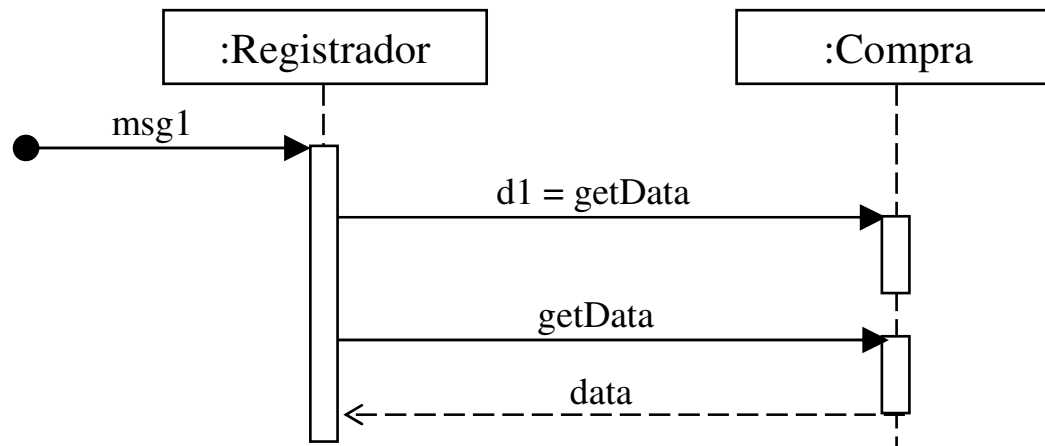 :Registrador
:Compra
msg1
d1 = getData
getData
data